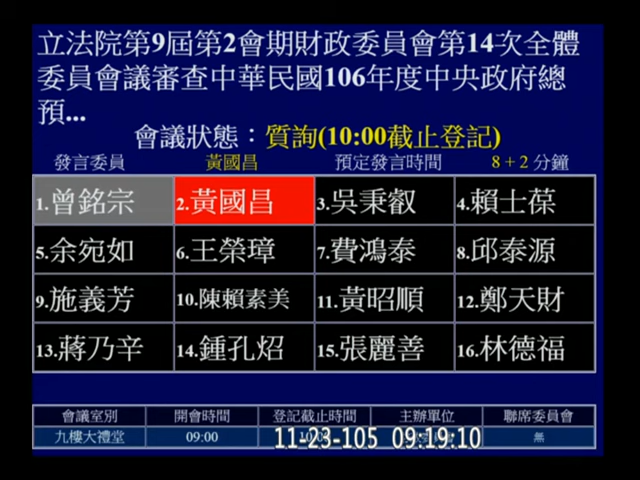 立法院第9屆第2會期財政委員會第14次全體
委員會議審查中華民國106年度中央政府總
預...
會議狀態：質詢(10:00截止登記)
發言委員 黃國昌 預定發言時間 8 + 2 分鐘
1.曾銘宗 2.黃國昌 3.吳秉叡 4.賴士葆
5.余宛如 6.王榮璋 7.費鴻泰 8.邱泰源
9.施義芳 10.陳賴素美 11.黃昭順 12.鄭天財
13.蔣乃辛 14.鍾孔炤 15.張麗善 16.林德福
會議室別 開會時間 登記截止時間 主辦單位 聯席委員會
九樓大禮堂 09:00 無
11-23-105 09:19:10